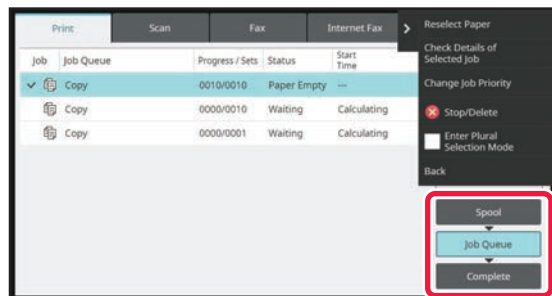 Print Scan Fax Internet Fax
Job Job Queue Progress / Sets Status Start
Time
Copy 0010/0010 Paper Empty ---
Copy 0000/0010 Waiting Calculating
Copy 0000/0001 Waiting Calculating
Reselect Paper
Check Details of
Selected Job
Change Job Priority
Stop/Delete
Enter Plural
Selection Mode
Back
Spool
Job Queue
Complete